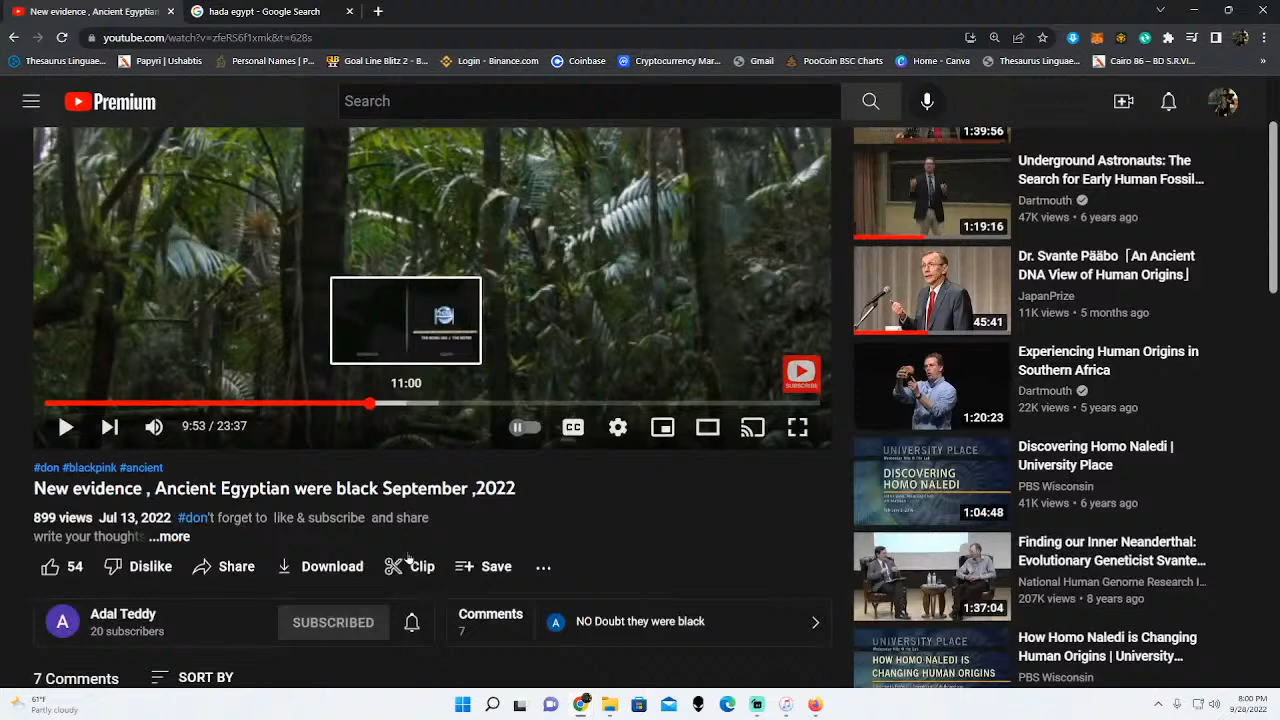 New evidence , Ancient Egyptian
hada egypt - Google Search
youtube.com/watch?v=zfeRS6f1xmk&t=628s
Thesaurus Lingue...
Psynj | Ushabtis
Personal Names | P...
Goal Line Blitz 2 - B...
Login - Binance.com
Coinbase
Cryptocurrency Mar...
Gmail
PooCoin BSC Charts
Home - Canva
Thesaurus Lingue...
Cairo be – BD JE/VI...
»
Premium
Search
SUBSCRIBE
11:00
9:53 / 23:37
#don #blackpink #ancient
New evidence , Ancient Egyptian were black September ,2022
899 views Jul 13, 2022 #don't forget to like & subscribe and share
write your thoughts ...more
54
Dislike
Share
Download
Clip
Save
A
Adal Teddy
20 subscribers
SUBSCRIBED
Comments
7
A
NO Doubt they were black
7 Comments
SORT BY
1:39:56
Underground Astronauts: The
Search for Early Human Fossil...
Dartmouth
47K views • 6 years ago
1:19:16
Dr. Svante Pääbo「An Ancient
DNA View of Human Origins」
JapanPrize
11K views • 5 months ago
45:41
Experiencing Human Origins in
Southern Africa
Dartmouth
22K views • 5 years ago
1:20:23
UNIVERSITY PLACE
DISCOVERING
HOMO NALEDI
1:04:48
Discovering Homo Naledi |
University Place
PBS Wisconsin
41K views • 6 years ago
Finding our Inner Neanderthal:
Evolutionary Geneticist Svante...
National Human Genome Research I...
207K views • 8 years ago
1:37:04
UNIVERSITY PLACE
HOW HOMO NALEDI IS
CHANGING HUMAN ORIGINS
How Homo Naledi is Changing
Human Origins | University...
PBS Wisconsin
61°F
Partly cloudy
8:00 PM
9/28/2022